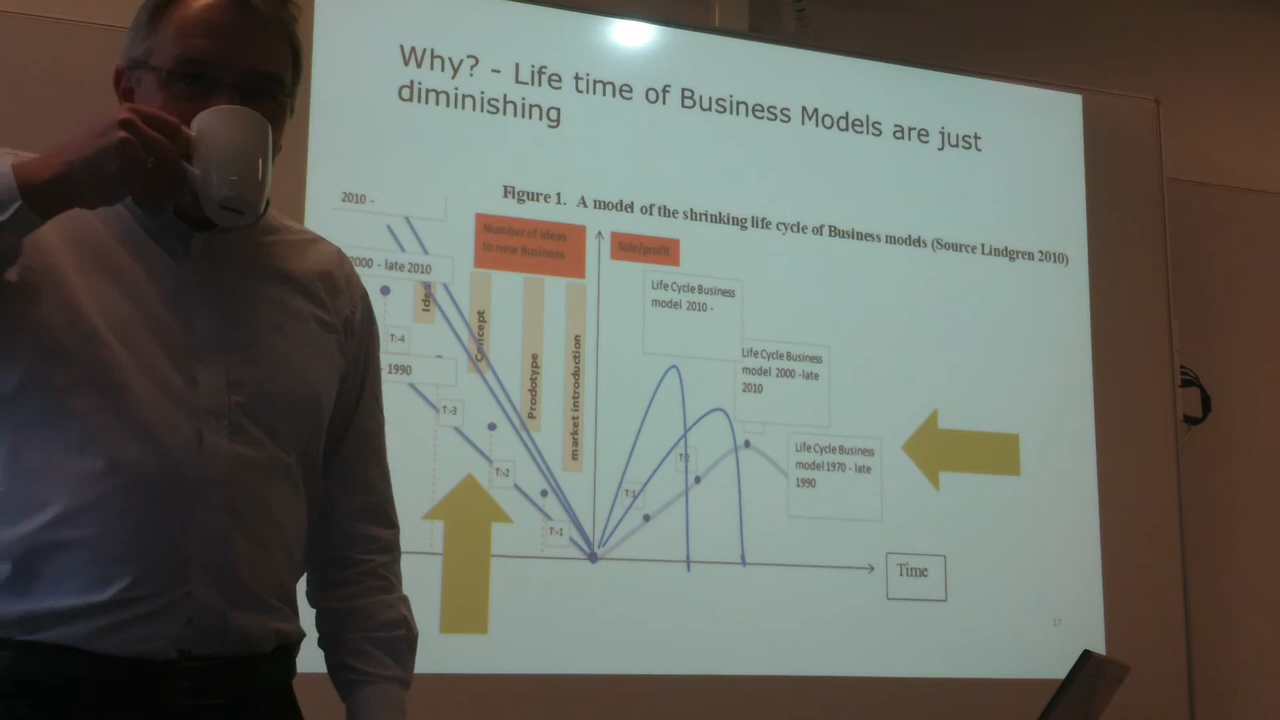 Why? - Life time of Business Models are just
diminishing
Figure 1. A model of the shrinking life cycle of Business models (Source Lindgren 2010)
2010 -
Number of ideas
to new Business
Sale/profit
2000 - late 2010
Idea
Concept
Prodotype
market introduction
Life Cycle Business
model 2010 -
Life Cycle Business
model 2000 -late
2010
T:-4
- 1990
T:-3
T:-2
T:-1
T:1
Life Cycle Business
model 1970 - late
1990
Time
17